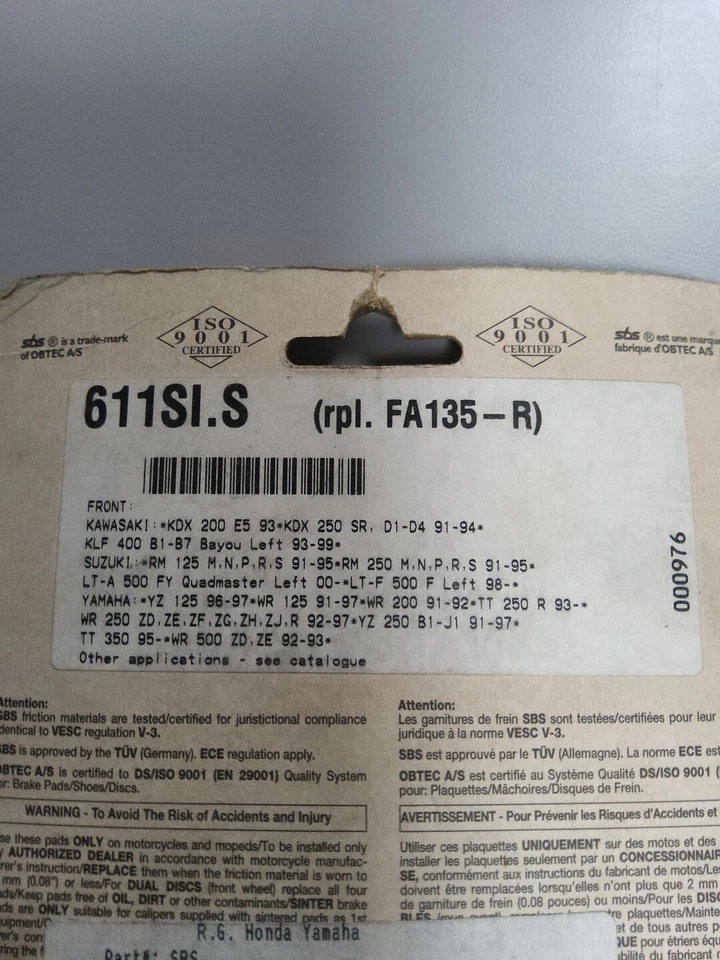 sbs ® is a trade-mark
of OBTEC A/S
ISO
9001
CERTIFIED
ISO
9001
CERTIFIED
sbs ® est une marque
fabrique d'OBTEC A/S
611SI.S (rpl. FA135-R)
FRONT:
KAWASAKI:*KDX 200 E5 93*KDX 250 SR, D1-D4 91-94*
KLF 400 B1-B7 Bayou Left 93-99*
SUZUKI:*RM 125 M,N,P,R,S 91-95*RM 250 M,N,P,R,S 91-95*
LT-A 500 FY Quadmaster Left 00-*LT-F 500 F Left 98-*
YAMAHA:*YZ 125 96-97*WR 125 91-97*WR 200 91-92*TT 250 R 93-*
WR 250 ZD,ZE,ZF,ZG,ZH,ZJ,R 92-97*YZ 250 B1-J1 91-97*
TT 350 95-*WR 500 ZD,ZE 92-93*
Other applications - see catalogue
000976
Attention:
SBS friction materials are tested/certified for juristictional compliance
identical to VESC regulation V-3.
SBS is approved by the TÜV (Germany). ECE regulation apply.
OBTEC A/S is certified to DS/ISO 9001 (EN 29001) Quality System
for: Brake Pads/Shoes/Discs.
WARNING - To Avoid The Risk of Accidents and Injury
these pads ONLY on motorcycles and mopeds/To be installed only
AUTHORIZED DEALER in accordance with motorcycle manufac-
instruction/REPLACE them when the friction material is worn to
mm (0.08") or less/For DUAL DISCS (front wheel) replace all four
pads/Keep pads free of OIL, DIRT or other contaminants/SINTER brake
are ONLY suitable for calipers supplied with sintered pads as 1st
Attention:
Les garnitures de frein SBS sont testées/certifiées pour leur
juridique à la norme VESC V-3.
SBS est approuvé par le TÜV (Allemagne). La norme ECE
OBTEC A/S est certifié au Système Qualité DS/ISO 9001
pour: Plaquettes/Mâchoires/Disques de Frein.
AVERTISSEMENT - Pour Prévenir les Risques d'Accidents et
Utiliser ces plaquettes UNIQUEMENT sur des motos et des
installer les plaquettes seulement par un CONCESSIONNAIR
SE, conformément aux instructions du fabricant de motos/Les
doivent être remplacées lorsqu'elles n'ont plus que 2 mm
de garniture de frein (0.08 pouces) ou moins/Pour les
plaquettes/Mainte
et de tous autres
pour étriers
du fabricant
R.G. Honda Yamaha
Part#: SBS